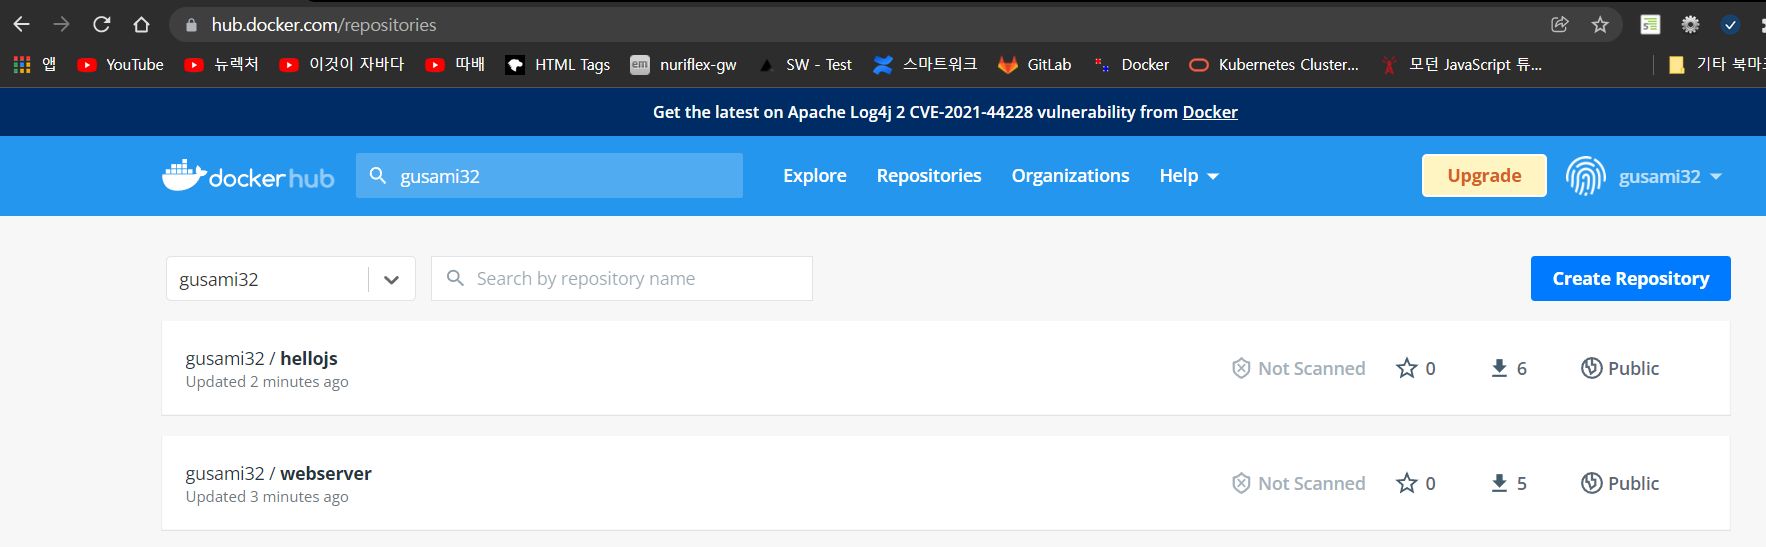 hub.docker.com/repositories
앱 YouTube 뉴렉처 이것이 자바다 따배 HTML Tags em nuriflex-gw SW - Test 스마트워크 GitLab Docker Kubernetes Cluster... 모던 JavaScript 튜... 기타 북마크
Get the latest on Apache Log4j 2 CVE-2021-44228 vulnerability from Docker
dockerhub gusami32 Explore Repositories Organizations Help Upgrade gusami32
gusami32 Search by repository name Create Repository
gusami32 / hellojs Not Scanned 0 6 Public
Updated 2 minutes ago
gusami32 / webserver Not Scanned 0 5 Public
Updated 3 minutes ago